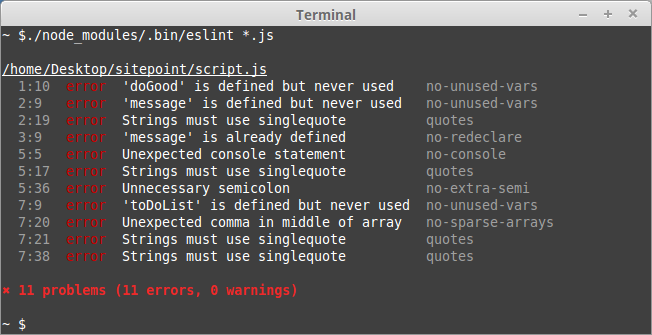 Terminal
~ $./node_modules/.bin/eslint *.js
/home/Desktop/sitepoint/script.js
1:10 error 'doGood' is defined but never used no-unused-vars
2:9 error 'message' is defined but never used no-unused-vars
2:19 error Strings must use singlequote quotes
3:9 error 'message' is already defined no-redeclare
5:5 error Unexpected console statement no-console
5:17 error Strings must use singlequote quotes
5:36 error Unnecessary semicolon no-extra-semi
7:9 error 'toDoList' is defined but never used no-unused-vars
7:20 error Unexpected comma in middle of array no-sparse-arrays
7:21 error Strings must use singlequote quotes
7:38 error Strings must use singlequote quotes
✖ 11 problems (11 errors, 0 warnings)
~ $